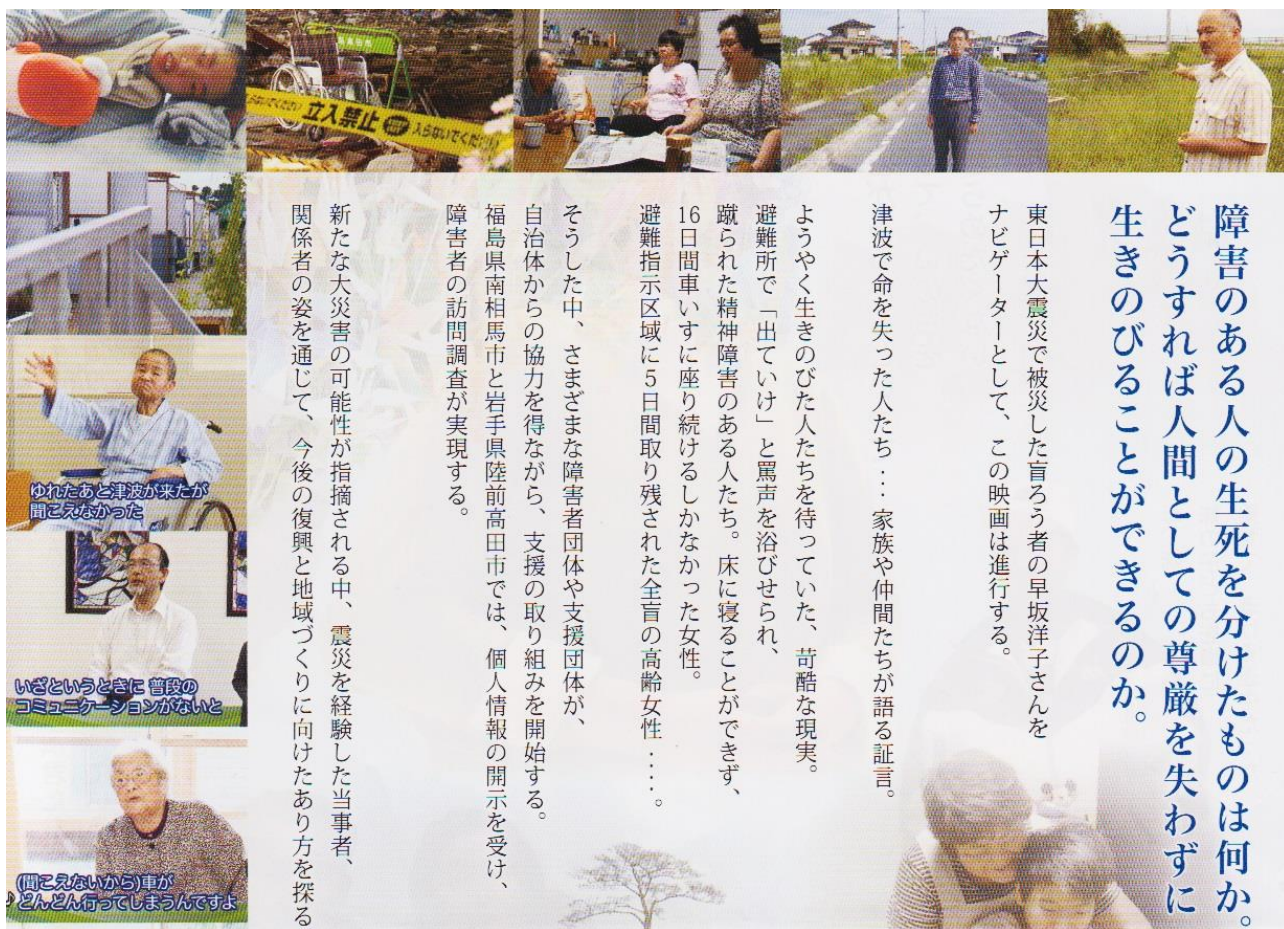 障害のある人の生死を分けたものは何か。
どうすれば人間としての尊厳を失わずに
生きのびることができるのか。
東日本大震災で被災した盲ろう者の早坂洋子さんを
ナビゲーターとして、この映画は進行する。
津波で命を失った人たち・・・家族や仲間たちが語る証言。
ようやく生きのびた人たちを待っていた、苛酷な現実。
避難所で「出ていけ」と罵声を浴びせられ、
蹴られた精神障害のある人たち。床に寝ることができず、
16日間車いすに座り続けるしかなかった女性。
避難指示区域に5日間取り残された全盲の高齢女性・・・・。
そうした中、さまざまな障害者団体や支援団体が、
自治体からの協力を得ながら、支援の取り組みを開始する。
福島県南相馬市と岩手県陸前高田市では、個人情報の開示を受け、
障害者の訪問調査が実現する。
新たな大災害の可能性が指摘される中、震災を経験した当事者、
関係者の姿を通じて、今後の復興と地域づくりに向けたあり方を探る
立入禁止 入らないでください
ゆれたあと津波が来たが
聞こえなかった
いざというときに 普段の
コミュニケーションがないと
(聞こえないから)車が
どんどん行ってしまうんですよ